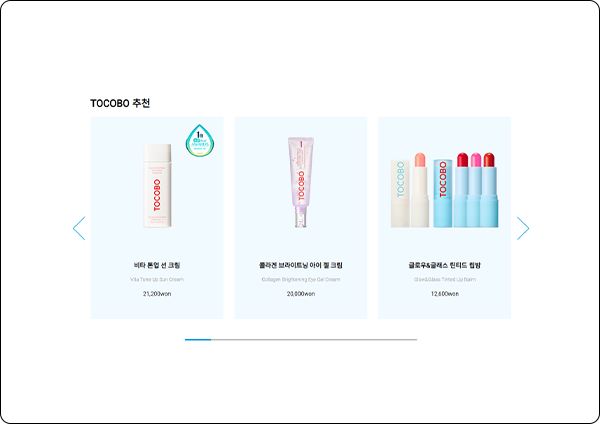 TOCOBO 추천
1위
TOCOBO
비타 톤업 선 크림
Vita Tone Up Sun Cream
21,200won
콜라겐 브라이트닝 아이 젤 크림
Collagen Brightening Eye Gel Cream
20,000won
TOCOBO
TOCOBO
글로우&글래스 틴티드 립밤
Glow&Glass Tinted Lip Balm
12,600won